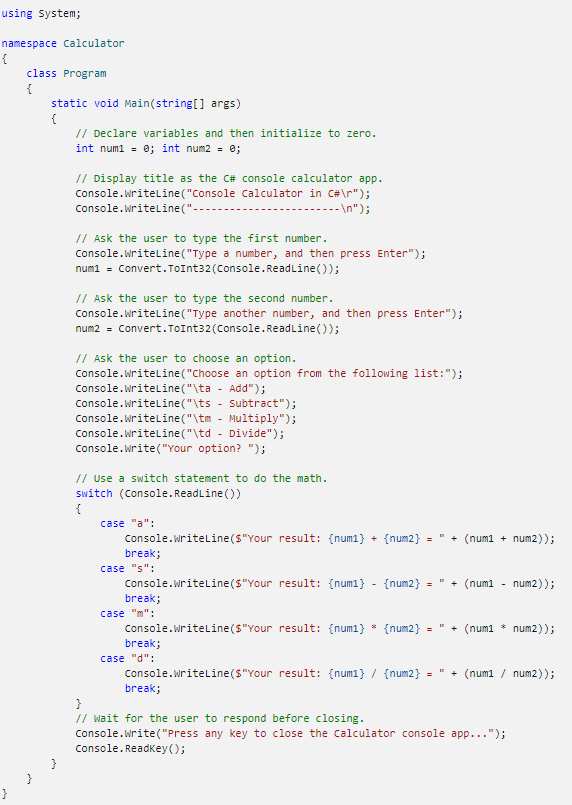 using System;

namespace Calculator
{
    class Program
    {
        static void Main(string[] args)
        {
            // Declare variables and then initialize to zero.
            int num1 = 0; int num2 = 0;

            // Display title as the C# console calculator app.
            Console.WriteLine("Console Calculator in C#\r");
            Console.WriteLine("------------------------\n");

            // Ask the user to type the first number.
            Console.WriteLine("Type a number, and then press Enter");
            num1 = Convert.ToInt32(Console.ReadLine());

            // Ask the user to type the second number.
            Console.WriteLine("Type another number, and then press Enter");
            num2 = Convert.ToInt32(Console.ReadLine());

            // Ask the user to choose an option.
            Console.WriteLine("Choose an option from the following list:");
            Console.WriteLine("\ta - Add");
            Console.WriteLine("\ts - Subtract");
            Console.WriteLine("\tm - Multiply");
            Console.WriteLine("\td - Divide");
            Console.Write("Your option? ");

            // Use a switch statement to do the math.
            switch (Console.ReadLine())
            {
                case "a":
                    Console.WriteLine($"Your result: {num1} + {num2} = " + (num1 + num2));
                    break;
                case "s":
                    Console.WriteLine($"Your result: {num1} - {num2} = " + (num1 - num2));
                    break;
                case "m":
                    Console.WriteLine($"Your result: {num1} * {num2} = " + (num1 * num2));
                    break;
                case "d":
                    Console.WriteLine($"Your result: {num1} / {num2} = " + (num1 / num2));
                    break;
            }
            // Wait for the user to respond before closing.
            Console.Write("Press any key to close the Calculator console app...");
            Console.ReadKey();
        }
    }
}